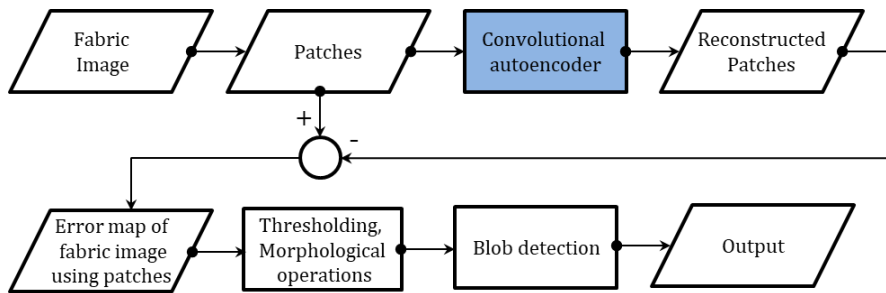 Fabric
Image
Patches
Convolutional
autoencoder
Reconstructed
Patches
+
-
Error map of
fabric image
using patches
Thresholding,
Morphological
operations
Blob detection
Output